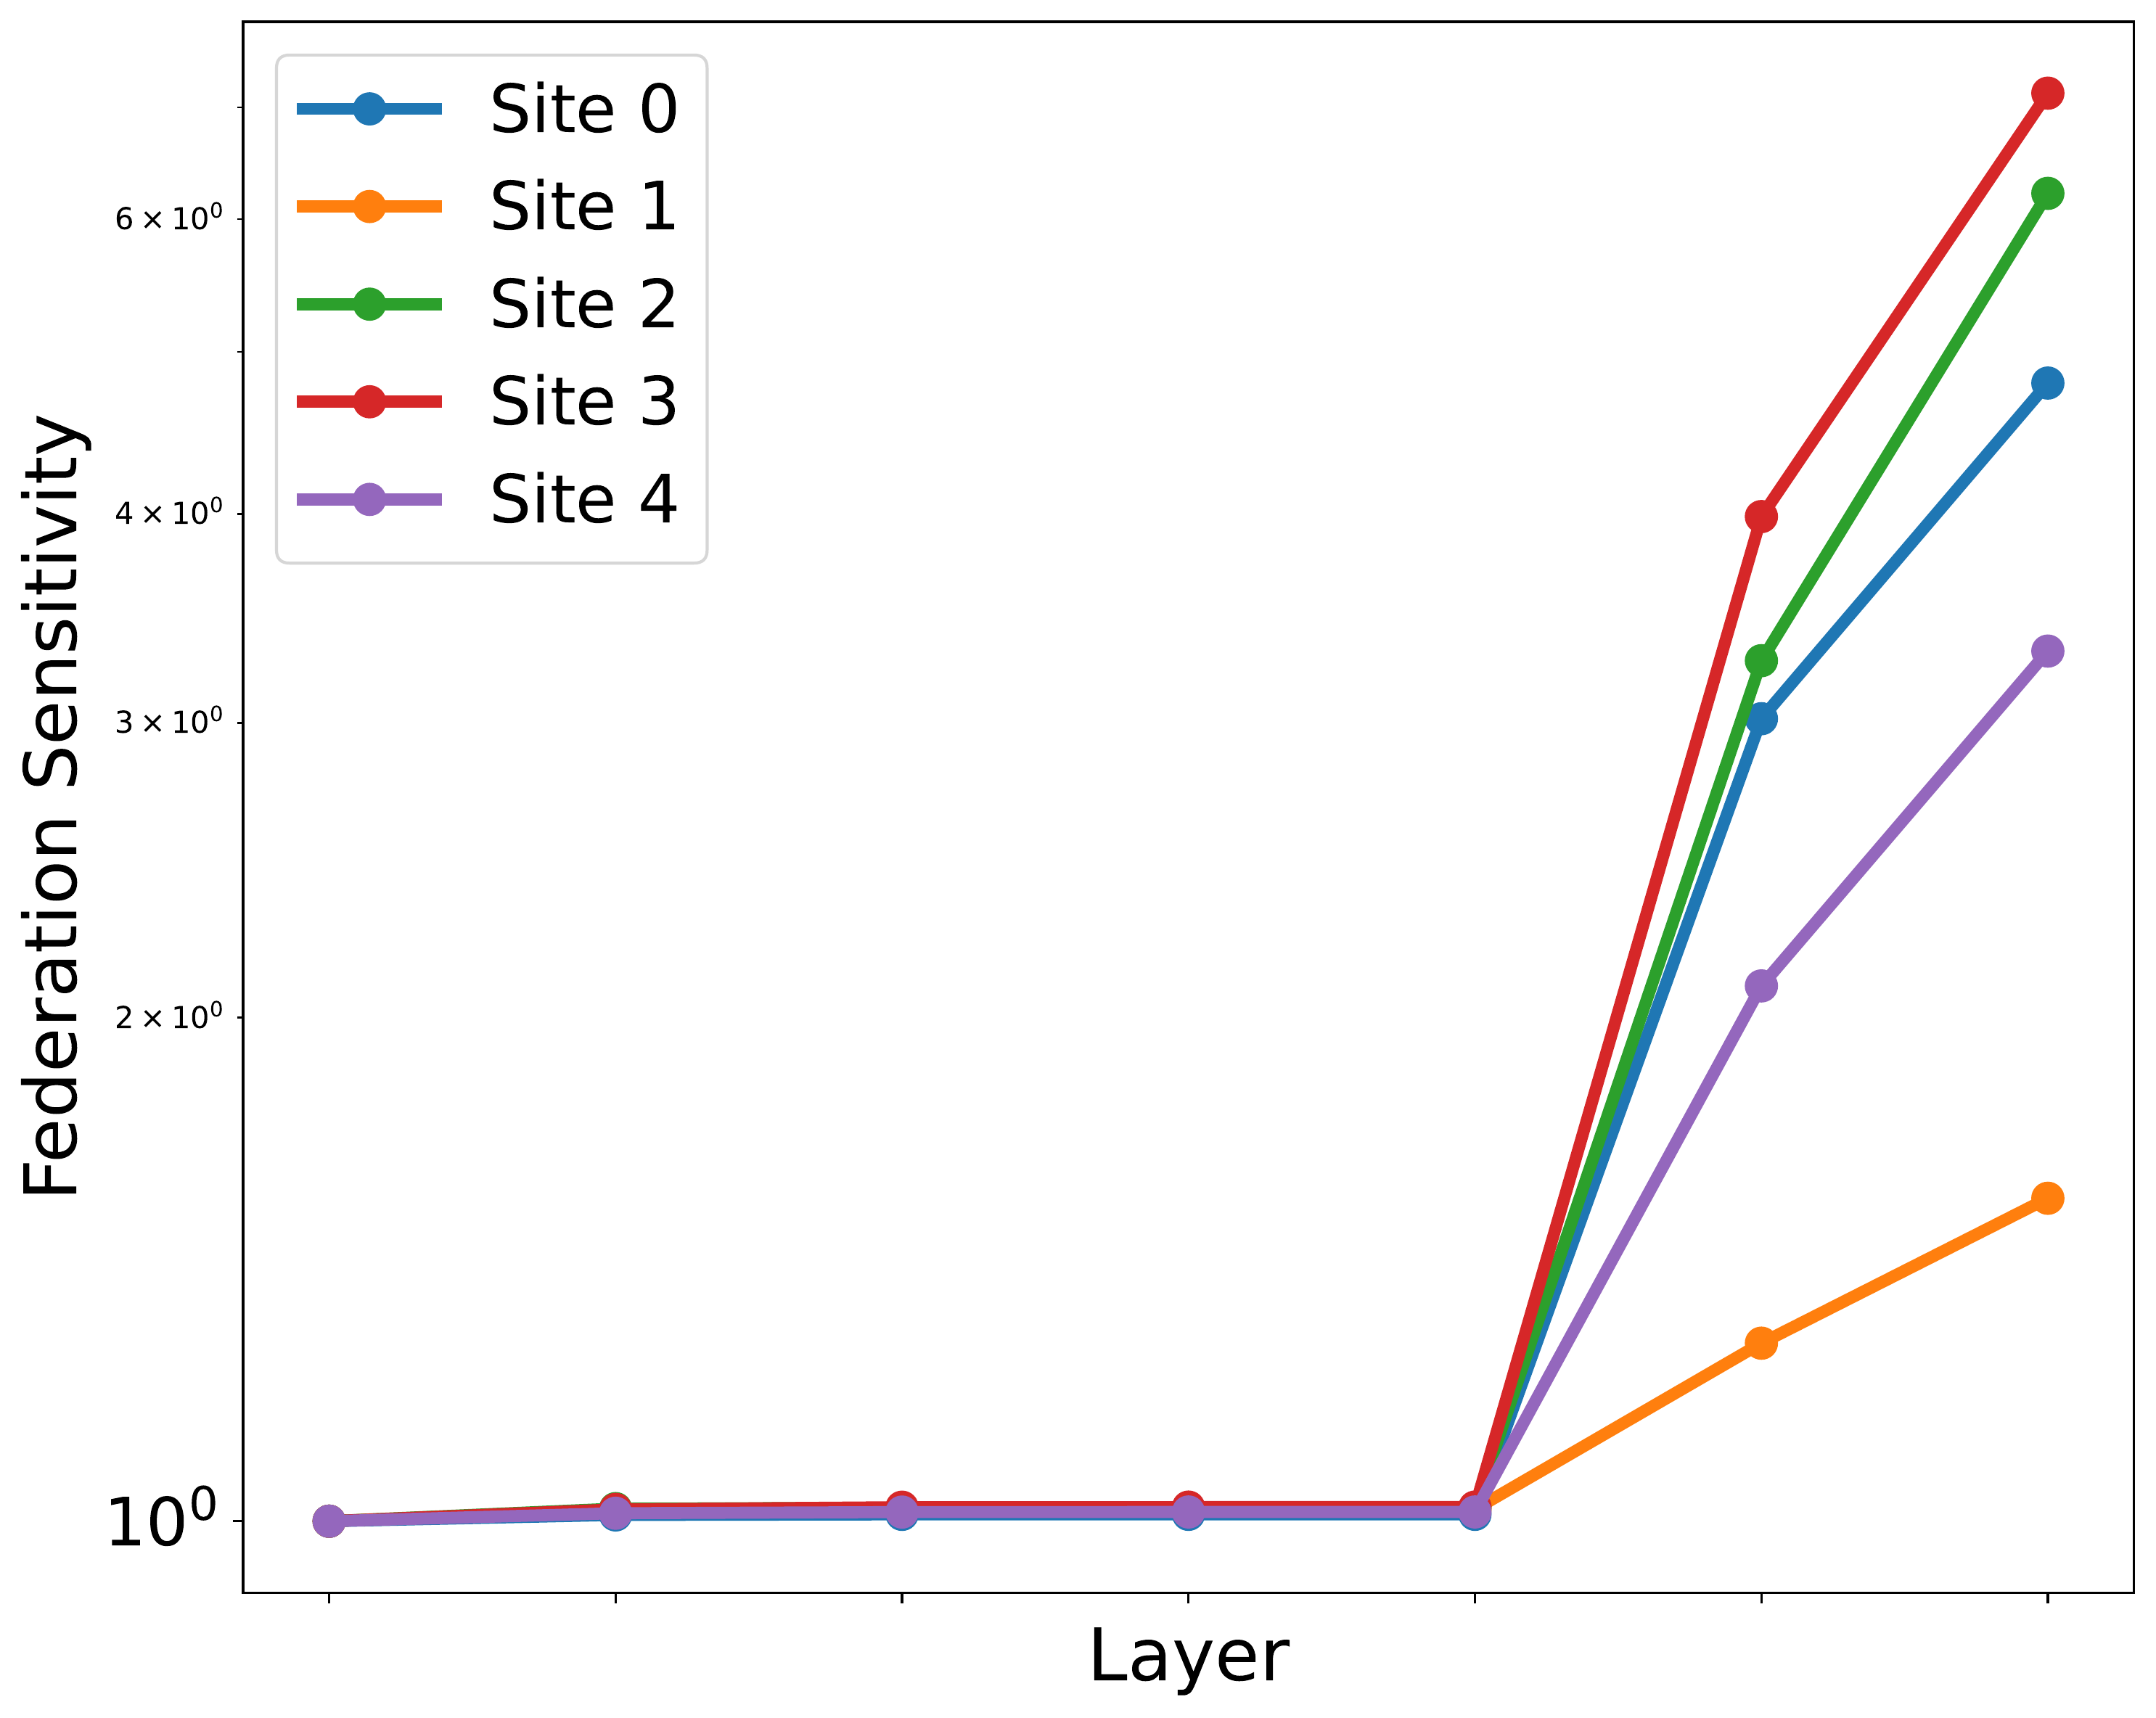 Site 0
Site 1
Site 2
Site 3
Site 4
6 × 10⁰
4 × 10⁰
3 × 10⁰
2 × 10⁰
10⁰
Federation Sensitivity
Layer